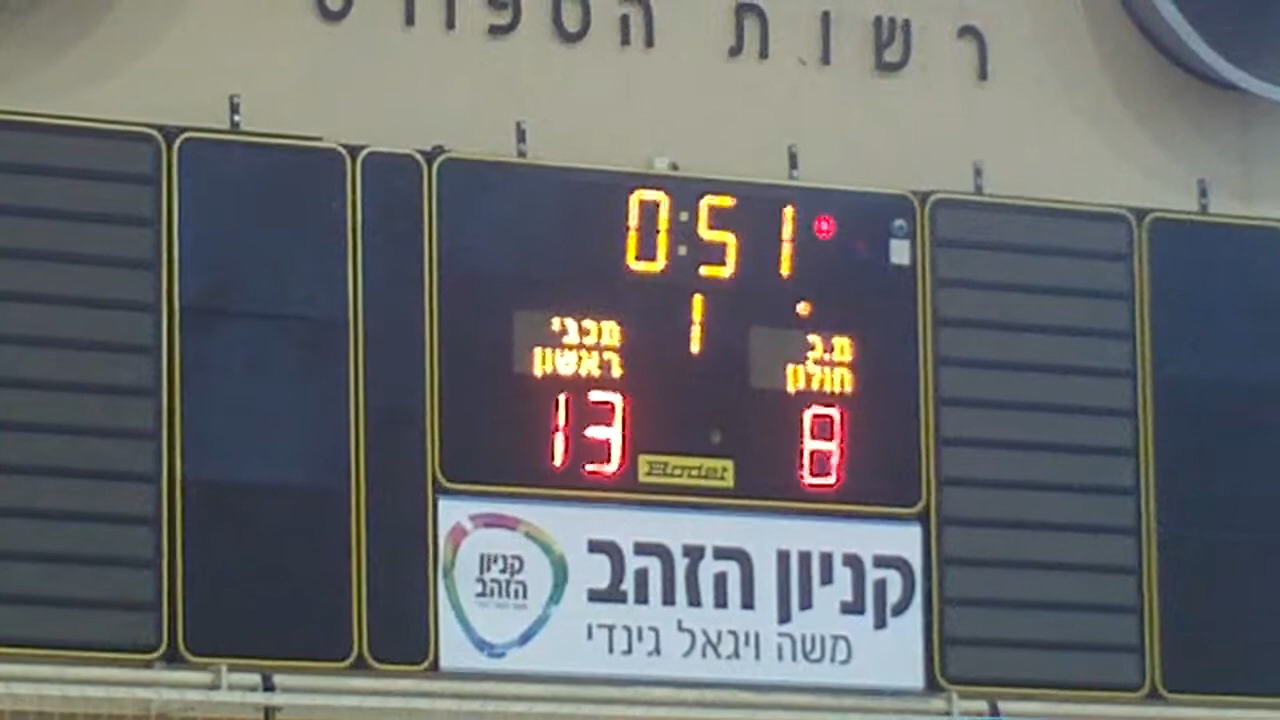 רשות הספורט
0:51
1
מכבי
ראשון
מ.כ
חולון
13
8
Bodet
קניון
הזהב
קניון הזהב
משה ויגאל גינדי